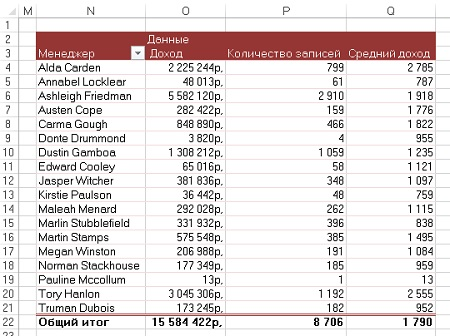 M N O P Q
1
2 Данные
3 Менеджер Доход Количество записей Средний доход
4 Alda Carden 2 225 244р, 799 2 785
5 Annabel Locklear 48 013р, 61 787
6 Ashleigh Friedman 5 582 120р, 2 910 1 918
7 Austen Cope 282 422р, 159 1 776
8 Carma Gough 848 890р, 466 1 822
9 Donte Drummond 3 820р, 4 955
10 Dustin Gamboa 1 308 212р, 1 059 1 235
11 Edward Cooley 65 016р, 58 1 121
12 Jasper Witcher 381 836р, 348 1 097
13 Kirstie Paulson 36 442р, 48 759
14 Maleah Menard 292 028р, 262 1 115
15 Marlin Stubblefield 331 932р, 396 838
16 Martin Stamps 575 548р, 385 1 495
17 Megan Winston 206 988р, 191 1 084
18 Norman Stackhouse 177 349р, 185 959
19 Pauline Mccollum 13р, 1 13
20 Tory Hanlon 3 045 306р, 1 192 2 555
21 Truman Dubois 173 245р, 182 952
22 Общий итог 15 584 422р, 8 706 1 790